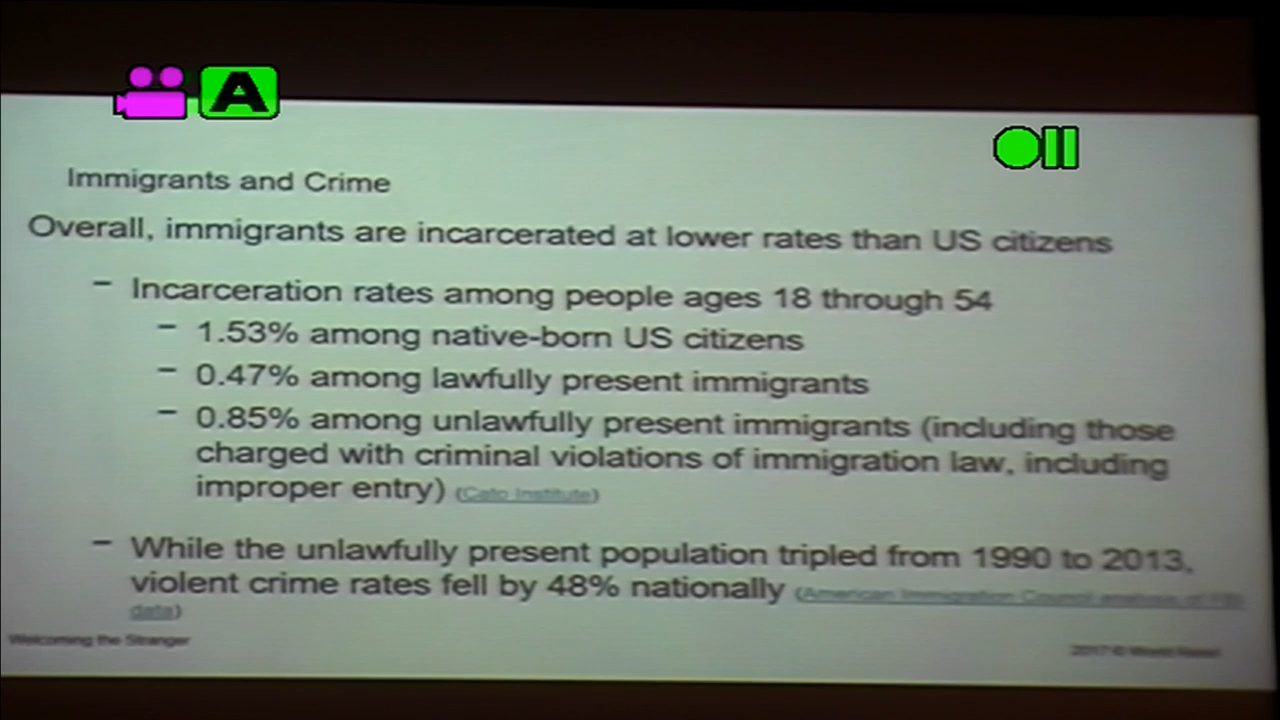 A
Immigrants and Crime
Overall, immigrants are incarcerated at lower rates than US citizens
– Incarceration rates among people ages 18 through 54
– 1.53% among native-born US citizens
– 0.47% among lawfully present immigrants
– 0.85% among unlawfully present immigrants (including those
charged with criminal violations of immigration law, including
improper entry) (Cato Institute)
– While the unlawfully present population tripled from 1990 to 2013,
violent crime rates fell by 48% nationally (American Immigration Council analysis of FBI
data)
Welcoming the Stranger
2017 © World Relief